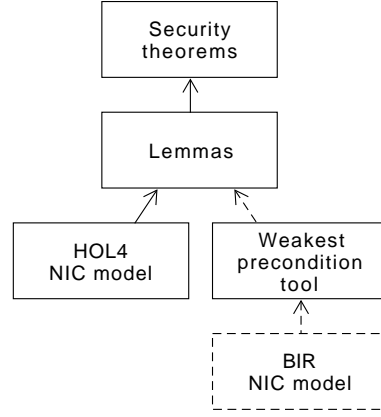 Security
theorems
Lemmas
HOL4
NIC model
Weakest
precondition
tool
BIR
NIC model